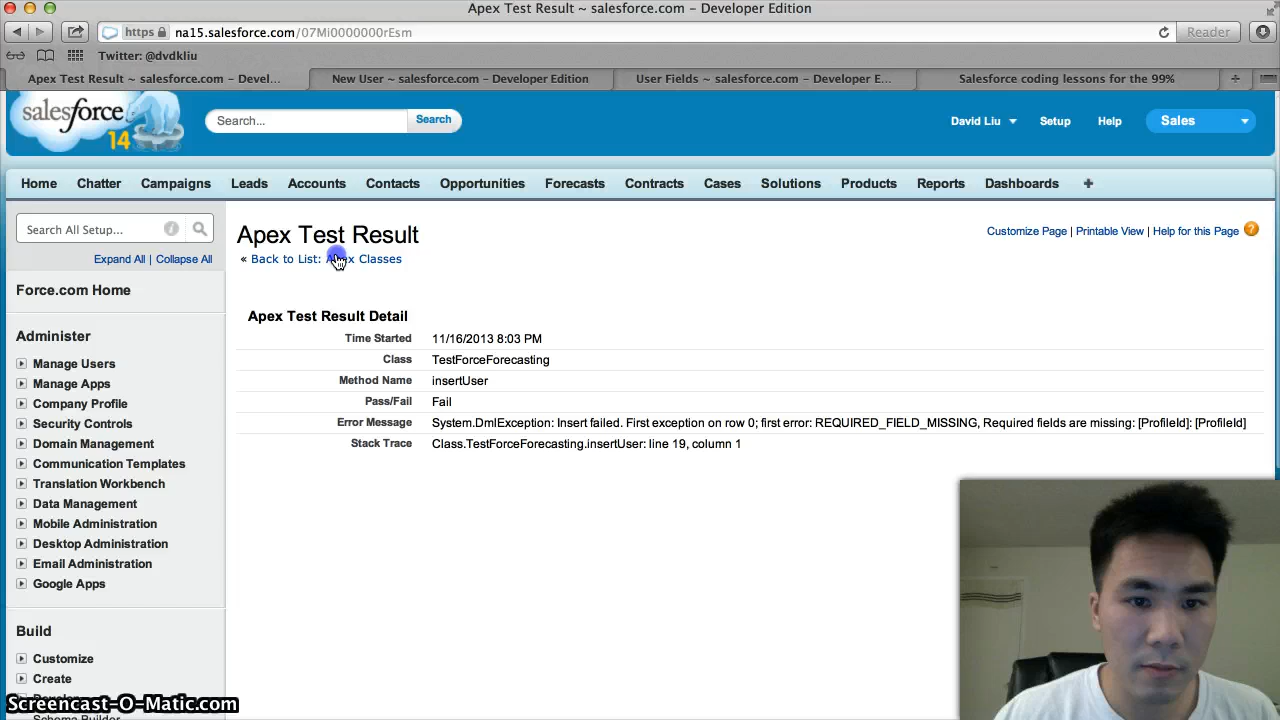 Apex Test Result ~ salesforce.com - Developer Edition
https na15.salesforce.com/07Mi0000000rEsm
Reader
Twitter: @dvdkliu
Apex Test Result ~ salesforce.com – Devel...
New User ~ salesforce.com – Developer Edition
User Fields ~ salesforce.com – Developer E...
Salesforce coding lessons for the 99%
salesforce
14
Search...
Search
David Liu
Setup
Help
Sales
Home
Chatter
Campaigns
Leads
Accounts
Contacts
Opportunities
Forecasts
Contracts
Cases
Solutions
Products
Reports
Dashboards
+
Search All Setup...
Expand All | Collapse All
Force.com Home
Administer
Manage Users
Manage Apps
Company Profile
Security Controls
Domain Management
Communication Templates
Translation Workbench
Data Management
Mobile Administration
Desktop Administration
Email Administration
Google Apps
Build
Customize
Create
Apex Test Result
« Back to List: Apex Classes
Customize Page | Printable View | Help for this Page ?
Apex Test Result Detail
Time Started 11/16/2013 8:03 PM
Class TestForceForecasting
Method Name insertUser
Pass/Fail Fail
Error Message System.DmlException: Insert failed. First exception on row 0; first error: REQUIRED_FIELD_MISSING, Required fields are missing: [ProfileId]: [ProfileId]
Stack Trace Class.TestForceForecasting.insertUser: line 19, column 1
Screencast-O-Matic.com